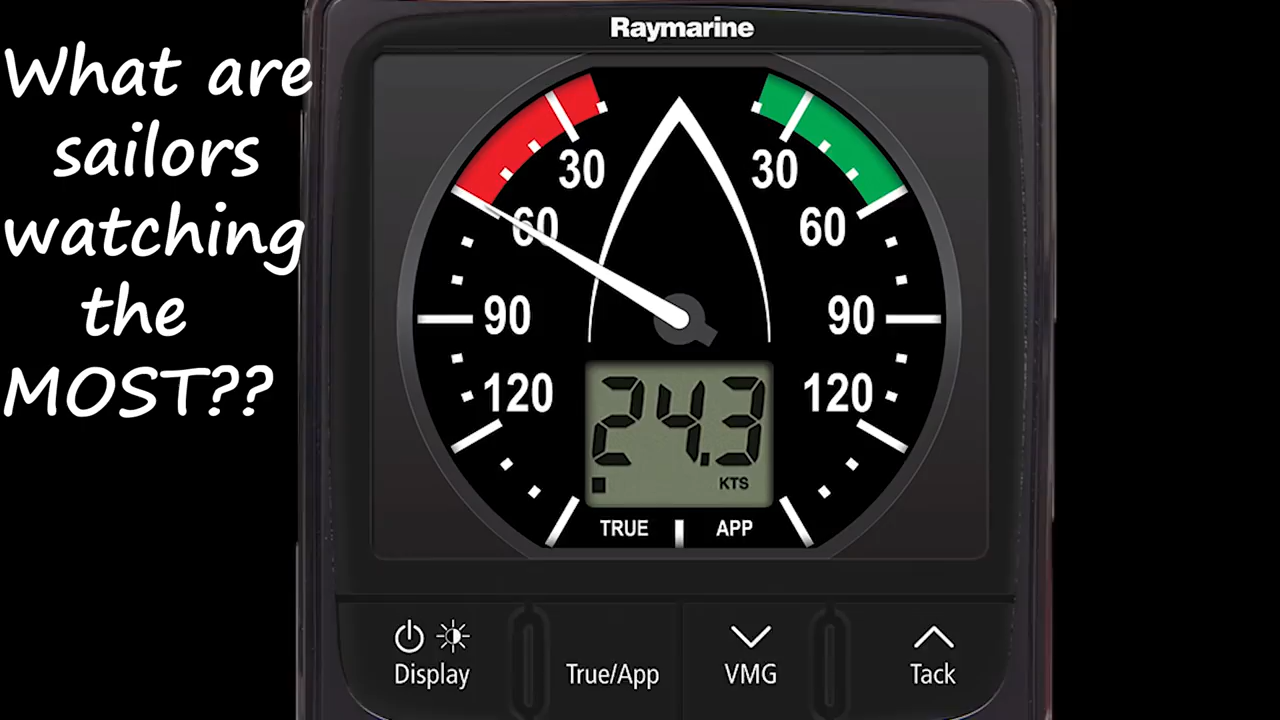 What are
sailors
watching
the
MOST??
Raymarine
30 30
60 60
90 90
120 120
24.3
KTS
TRUE APP
Display True/App VMG Tack